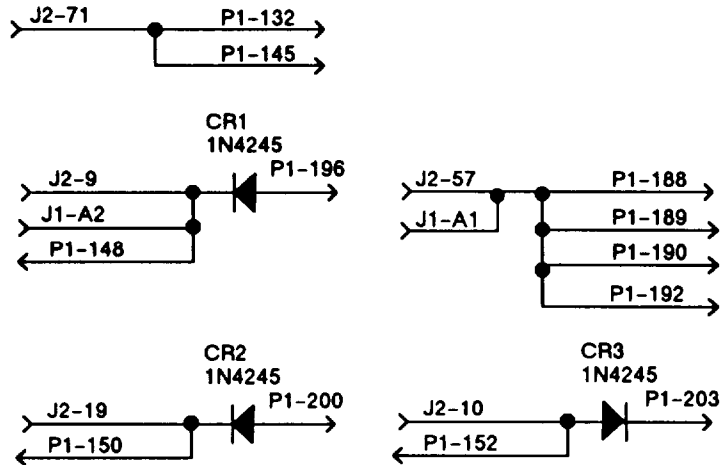 J2-71
P1-132
P1-145
CR1
1N4245
P1-196
J2-9
J1-A2
P1-148
J2-57
P1-188
J1-A1
P1-189
P1-190
P1-192
CR2
1N4245
P1-200
J2-19
P1-150
CR3
1N4245
P1-203
J2-10
P1-152